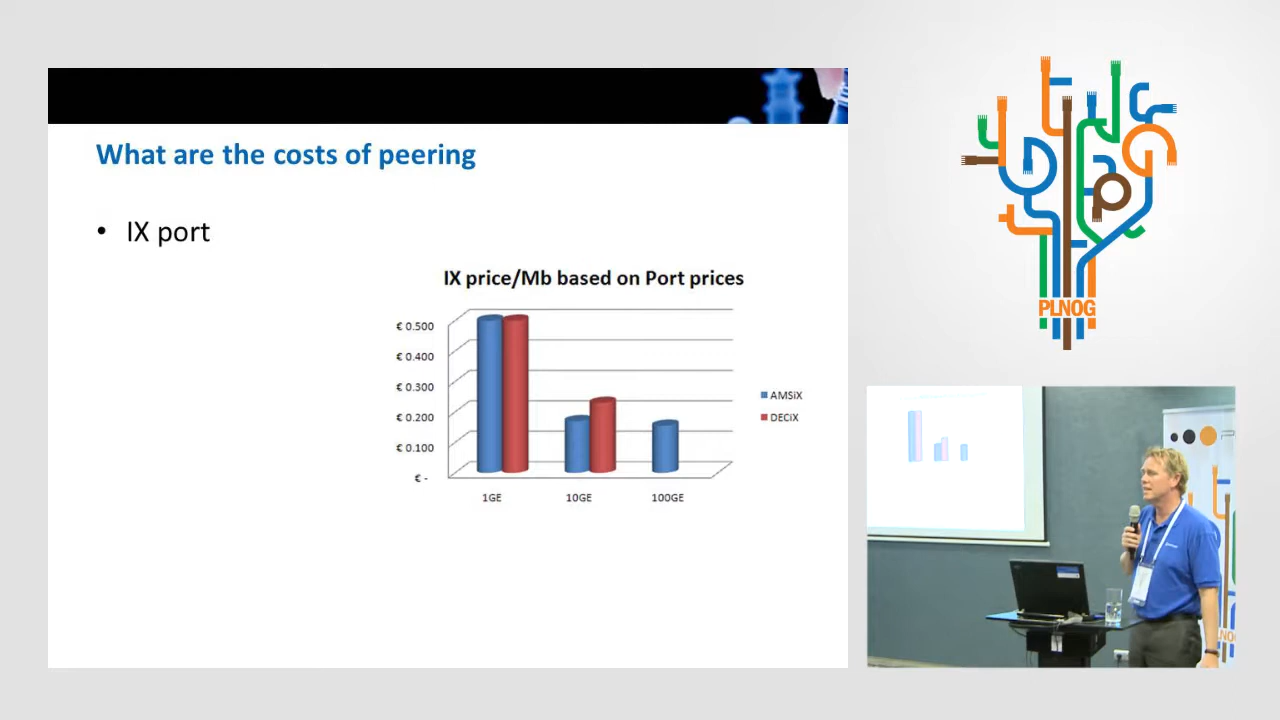 What are the costs of peering
• IX port
IX price/Mb based on Port prices
€ 0.500
€ 0.400
€ 0.300
€ 0.200
€ 0.100
€ -
1GE
10GE
100GE
AMSiX
DECiX
PLNOG